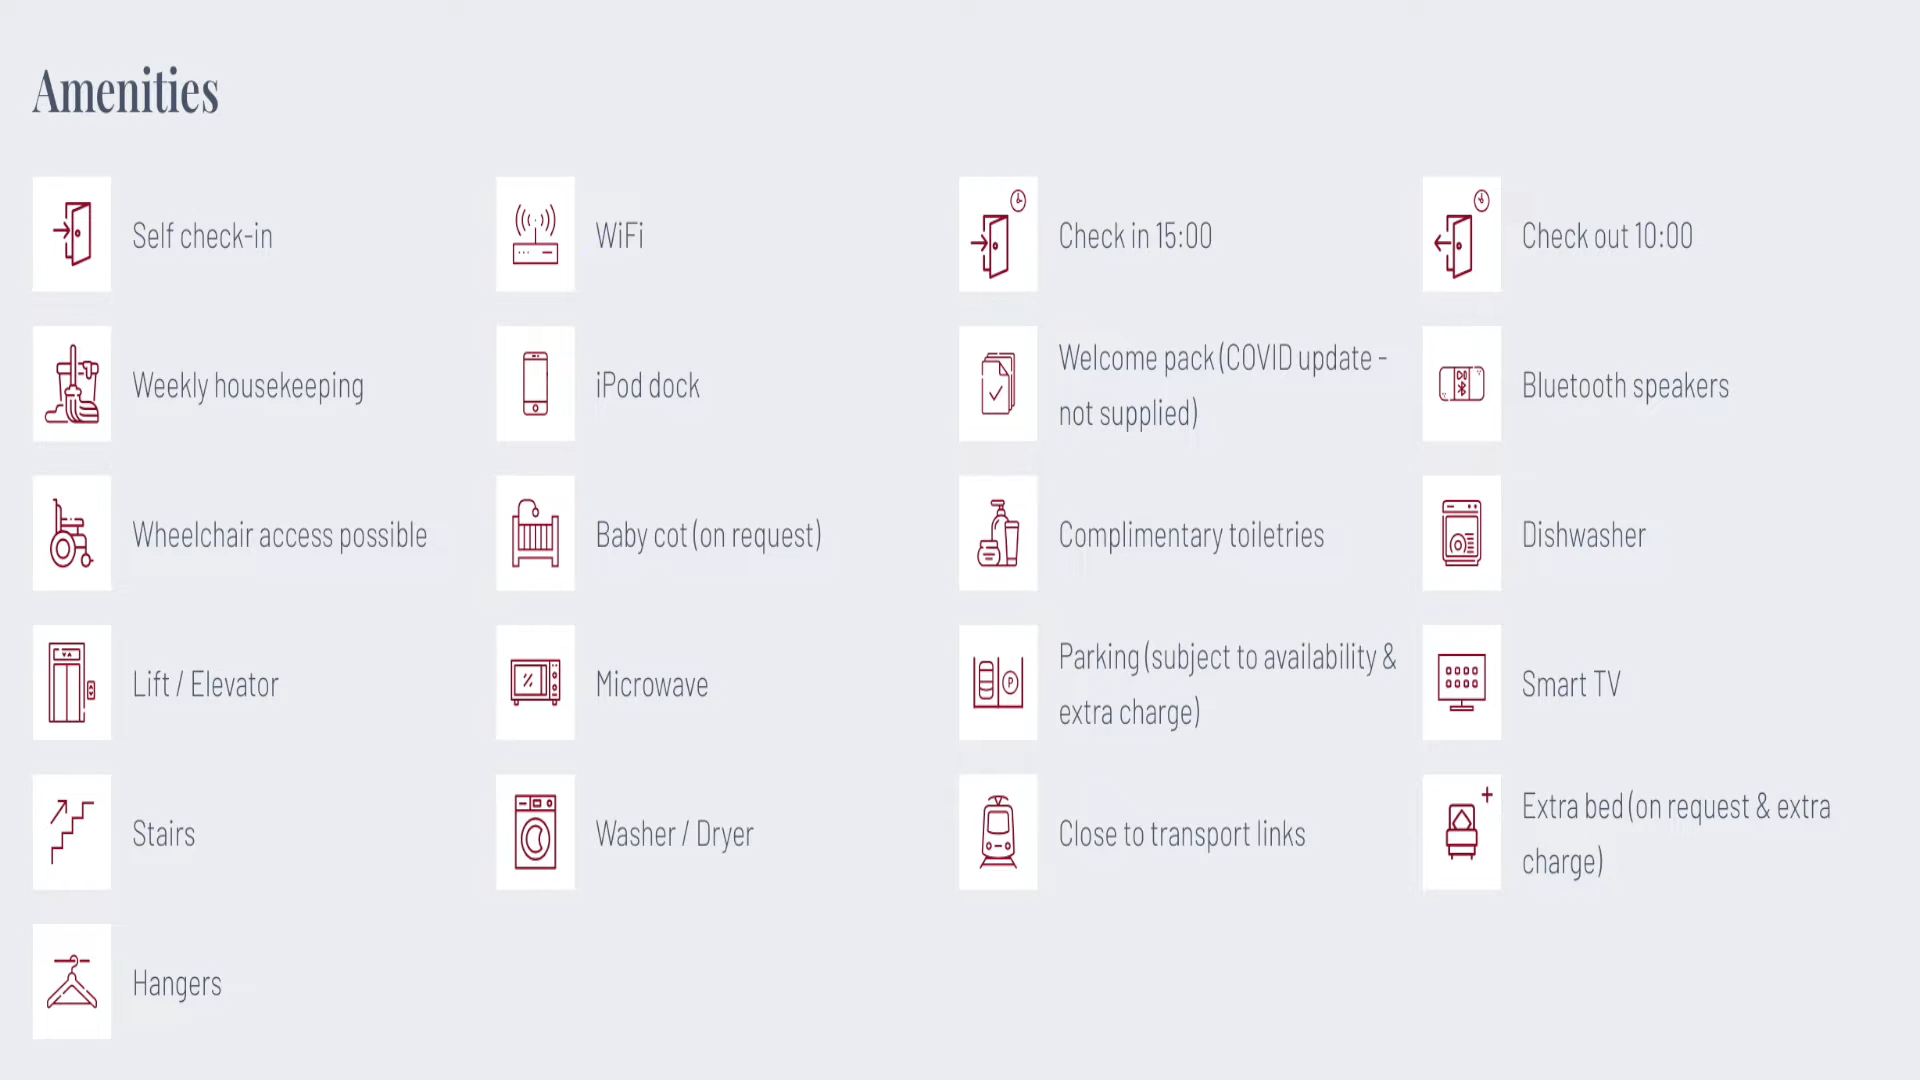 Amenities
Self check-in
WiFi
Check in 15:00
Check out 10:00
Weekly housekeeping
iPod dock
Welcome pack (COVID update -
not supplied)
Bluetooth speakers
Wheelchair access possible
Baby cot (on request)
Complimentary toiletries
Dishwasher
Lift / Elevator
Microwave
Parking (subject to availability &
extra charge)
P
Smart TV
Stairs
Washer / Dryer
Close to transport links
Extra bed (on request & extra
charge)
Hangers